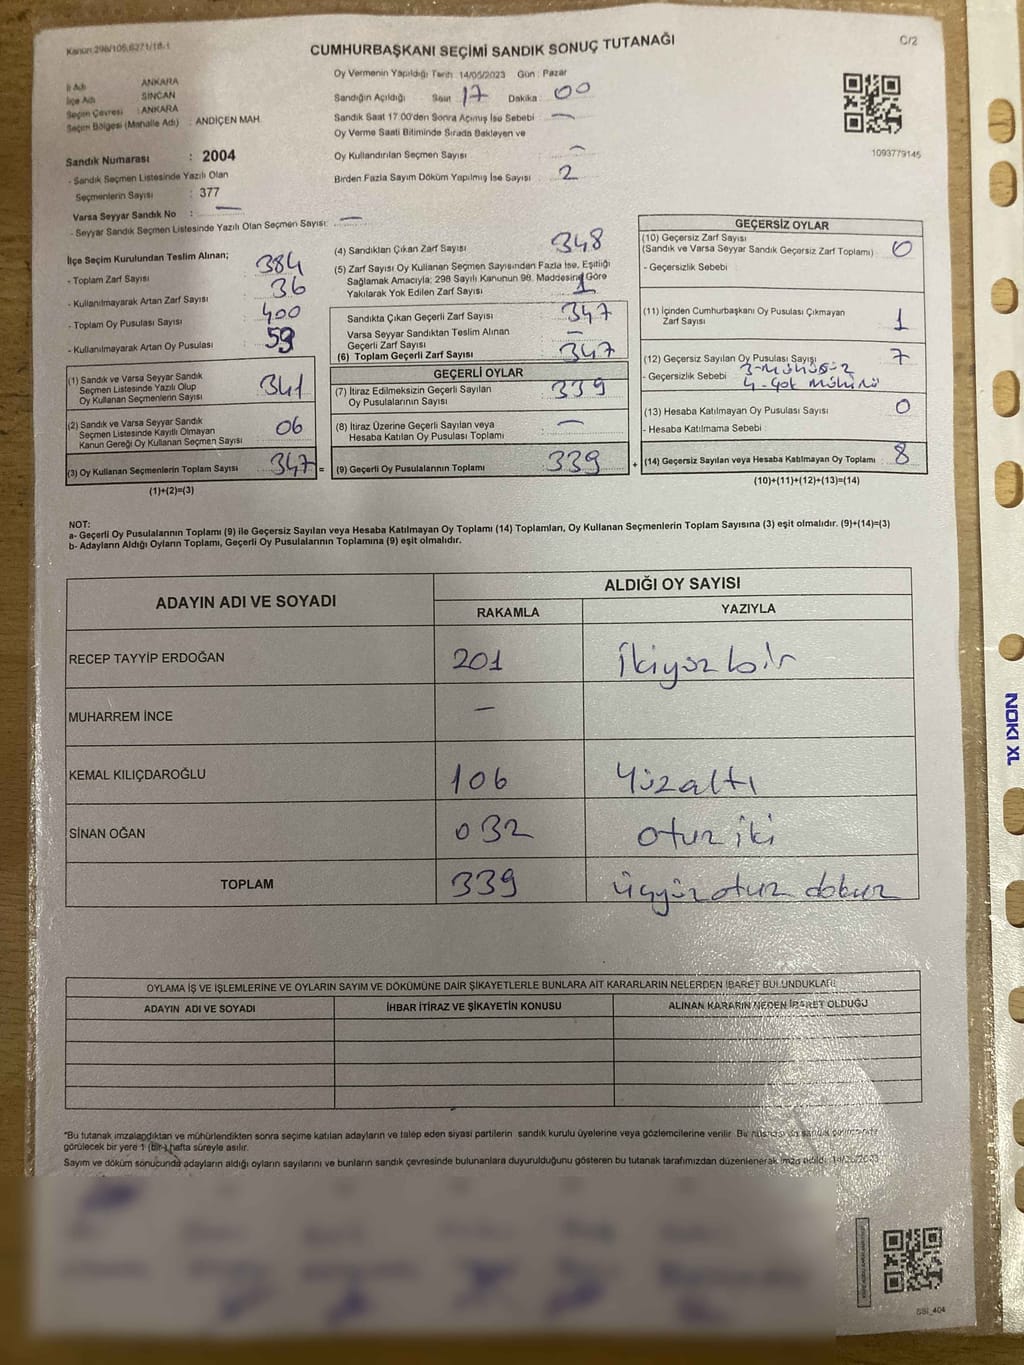 Kanun:298/105,6271/18-1
C/2
CUMHURBAŞKANI SEÇİMİ SANDIK SONUÇ TUTANAĞI
İl Adı ANKARA
İlçe Adı SİNCAN
Seçim Çevresi : ANKARA
Seçim Bölgesi (Mahalle Adı) : ANDİÇEN MAH.
Sandık Numarası : 2004
- Sandık Seçmen Listesinde Yazılı Olan
Seçmenlerin Sayısı : 377
Varsa Seyyar Sandık No : —
- Seyyar Sandık Seçmen Listesinde Yazılı Olan Seçmen Sayısı: —
Oy Vermenin Yapıldığı Tarih 14/05/2023 Gün : Pazar
Sandığın Açıldığı Saat 17 Dakika : 00
Sandık Saat 17.00'den Sonra Açımış İse Sebebi : —
Oy Verme Saati Bitiminde Sırada Bekleyen ve
Oy Kullandırılan Seçmen Sayısı : —
Birden Fazla Sayım Döküm Yapılmış İse Sayısı : 2
1093779145
İlçe Seçim Kurulundan Teslim Alınan;
- Toplam Zarf Sayısı : 384
- Kullanılmayarak Artan Zarf Sayısı : 36
- Toplam Oy Pusulası Sayısı : 400
- Kullanılmayarak Artan Oy Pusulası : 59
(1) Sandık ve Varsa Seyyar Sandık
Seçmen Listesinde Yazılı Olup
Oy Kullanan Seçmenlerin Sayısı : 341
(2) Sandık ve Varsa Seyyar Sandık
Seçmen Listesinde Kayıtlı Olmayan
Kanun Gereği Oy Kullanan Seçmen Sayısı : 06
(3) Oy Kullanan Seçmenlerin Toplam Sayısı : 347 =
(1)+(2)=(3)
(4) Sandıktan Çıkan Zarf Sayısı : 348
(5) Zarf Sayısı Oy Kullanan Seçmen Sayısından Fazla İse, Eşitliği
Sağlamak Amacıyla; 298 Sayılı Kanunun 98. Maddesine Göre
Yakılarak Yok Edilen Zarf Sayısı : 1
Sandıkta Çıkan Geçerli Zarf Sayısı : 347
Varsa Seyyar Sandıktan Teslim Alınan
Geçerli Zarf Sayısı : —
(6) Toplam Geçerli Zarf Sayısı : 347
GEÇERLİ OYLAR
(7) İtiraz Edilmeksizin Geçerli Sayılan
Oy Pusulalarının Sayısı : 339
(8) İtiraz Üzerine Geçerli Sayılan veya
Hesaba Katılan Oy Pusulası Toplamı : —
(9) Geçerli Oy Pusulalarının Toplamı : 339 +
GEÇERSİZ OYLAR
(10) Geçersiz Zarf Sayısı
(Sandık ve Varsa Seyyar Sandık Geçersiz Zarf Toplamı) : 0
- Geçersizlik Sebebi :
(11) İçinden Cumhurbaşkanı Oy Pusulası Çıkmayan
Zarf Sayısı : 1
(12) Geçersiz Sayılan Oy Pusulası Sayısı : 7
- Geçersizlik Sebebi : 3-mühürsüz
4-çok mühürlü
(13) Hesaba Katılmayan Oy Pusulası Sayısı : 0
- Hesaba Katılmama Sebebi :
(14) Geçersiz Sayılan veya Hesaba Katılmayan Oy Toplamı : 8
(10)+(11)+(12)+(13)=(14)
NOT:
a- Geçerli Oy Pusulalarının Toplamı (9) ile Geçersiz Sayılan veya Hesaba Katılmayan Oy Toplamı (14) Toplamları, Oy Kullanan Seçmenlerin Toplam Sayısına (3) eşit olmalıdır. (9)+(14)=(3)
b- Adayların Aldığı Oyların Toplamı, Geçerli Oy Pusulalarının Toplamına (9) eşit olmalıdır.
ADAYIN ADI VE SOYADI ALDIĞI OY SAYISI
RAKAMLA YAZIYLA
RECEP TAYYİP ERDOĞAN 201 İkiyüzbir
MUHARREM İNCE —
KEMAL KILIÇDAROĞLU 106 Yüzaltı
SİNAN OĞAN 032 otuz iki
TOPLAM 339 üçyüzotuz dokuz
OYLAMA İŞ VE İŞLEMLERİNE VE OYLARIN SAYIM VE DÖKÜMÜNE DAİR ŞİKAYETLERLE BUNLARA AİT KARARLARIN NELERDEN İBARET BULUNDUKLARI
ADAYIN ADI VE SOYADI İHBAR İTİRAZ VE ŞİKAYETİN KONUSU ALINAN KARARIN NEDEN İBARET OLDUĞU
*Bu tutanak imzalandıktan ve mühürlendikten sonra seçime katılan adayların ve talep eden siyasi partilerin sandık kurulu üyelerine veya gözlemcilerine verilir. Bir
görülecek bir yere 1 (bir) hafta süreyle asılır.
Sayım ve döküm sonucunda adayların aldığı oyların sayılarını ve bunların sandık çevresinde bulunanlara duyurulduğunu gösteren bu tutanak tarafımızdan düzenlenerek imza edildi. 14/05/2023
SSI_404
NOKI XL